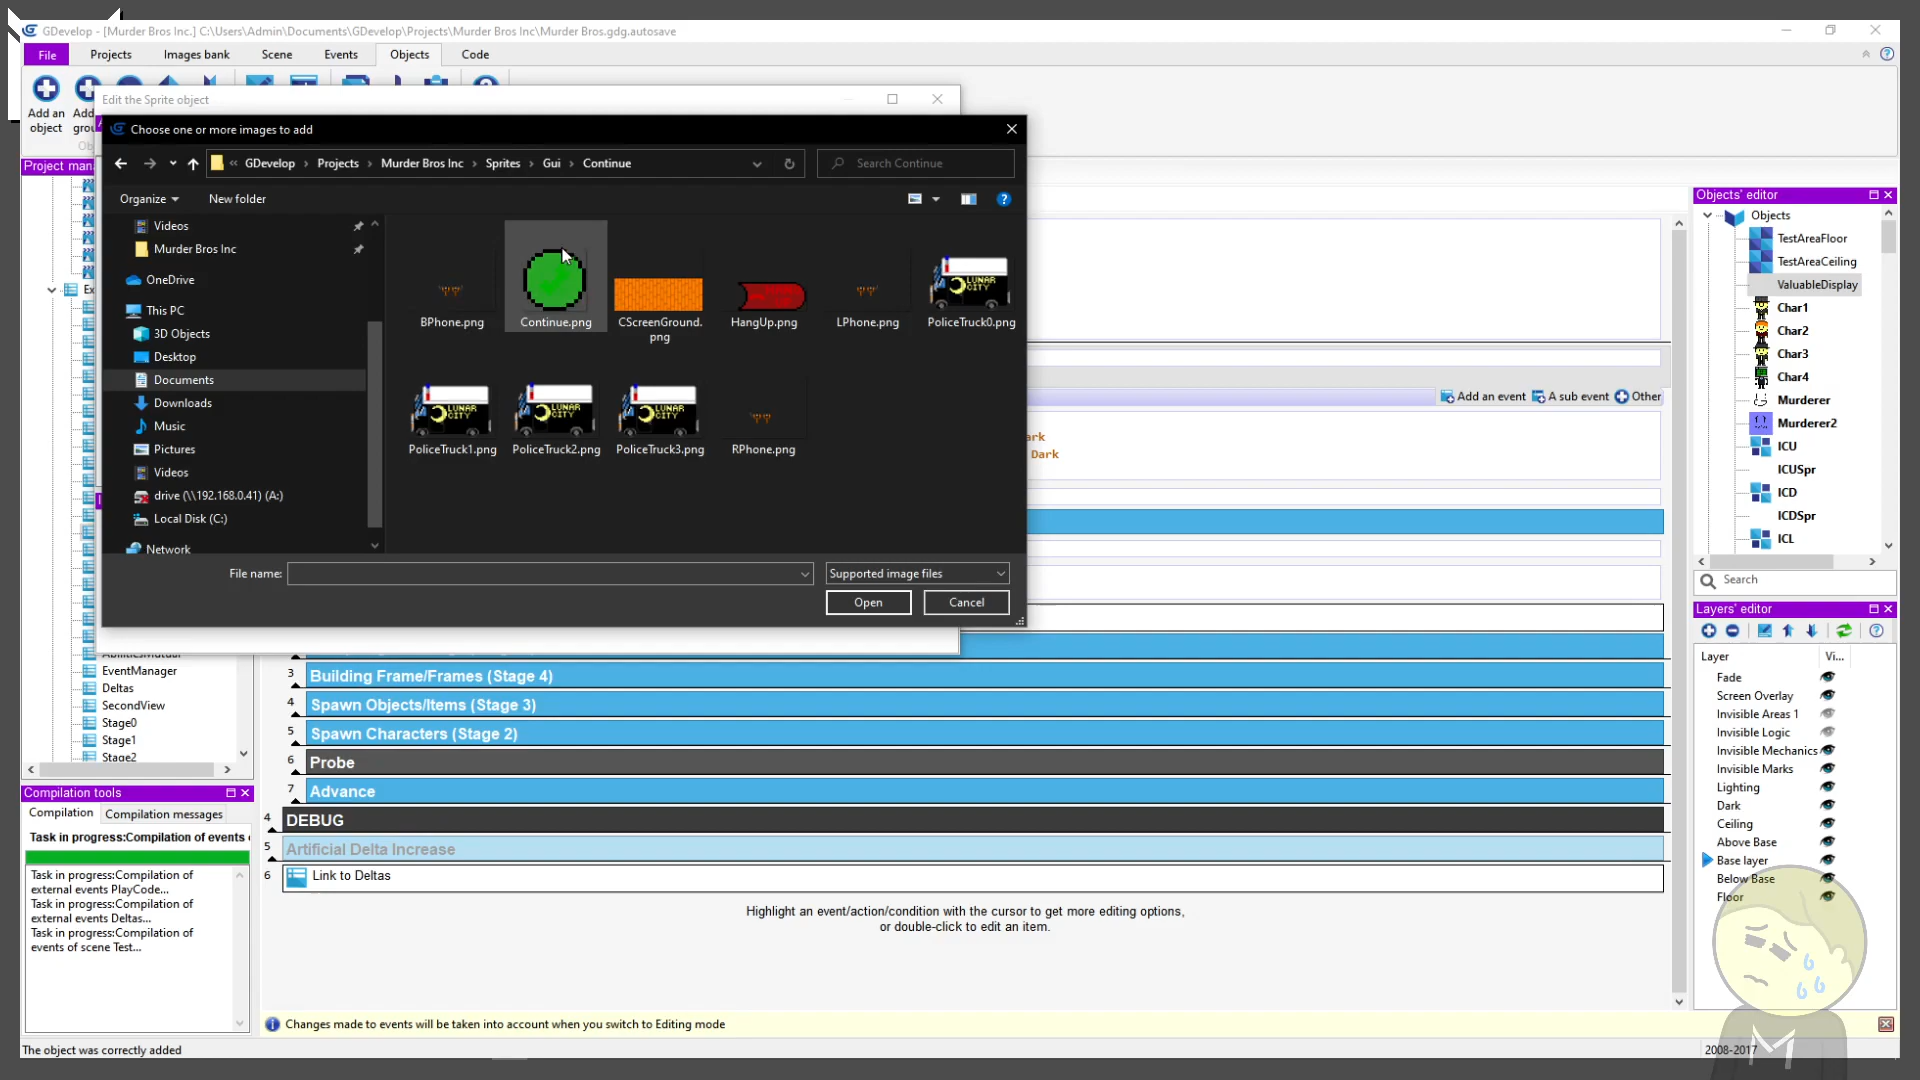 GDevelop - [Murder Bros Inc.] C:\Users\Admin\Documents\GDevelop\Projects\Murder Bros Inc\Murder Bros.gdg.autosave
File Projects Images bank Scene Events Objects Code
Add an object
Edit the Sprite object
Choose one or more images to add
« GDevelop › Projects › Murder Bros Inc › Sprites › Gui › Continue
Search Continue
Organize New folder
Videos
Murder Bros Inc
OneDrive
This PC
3D Objects
Desktop
Documents
Downloads
Music
Pictures
Videos
drive (\\192.168.0.41) (A:)
Local Disk (C:)
Network
BPhone.png
Continue.png
CScreenGround.png
HangUp.png
LPhone.png
PoliceTruck0.png
PoliceTruck1.png
PoliceTruck2.png
PoliceTruck3.png
RPhone.png
LUNAR CITY
LUNAR CITY
LUNAR CITY
LUNAR CITY
File name:
Supported image files
Open Cancel
Add an event A sub event Other
Dark
EventManager
Deltas
SecondView
Stage0
Stage1
Stage2
3 Building Frame/Frames (Stage 4)
4 Spawn Objects/Items (Stage 3)
5 Spawn Characters (Stage 2)
6 Probe
7 Advance
4 DEBUG
5 Artificial Delta Increase
6 Link to Deltas
Highlight an event/action/condition with the cursor to get more editing options,
or double-click to edit an item.
Changes made to events will be taken into account when you switch to Editing mode
Compilation tools
Compilation Compilation messages
Task in progress:Compilation of events
Task in progress:Compilation of
external events PlayCode...
Task in progress:Compilation of
external events Deltas...
Task in progress:Compilation of
events of scene Test...
The object was correctly added
Objects' editor
Objects
TestAreaFloor
TestAreaCeiling
ValuableDisplay
Char1
Char2
Char3
Char4
Murderer
Murderer2
ICU
ICUSpr
ICD
ICDSpr
ICL
Search
Layers' editor
Layer Vi...
Fade
Screen Overlay
Invisible Areas 1
Invisible Logic
Invisible Mechanics
Invisible Marks
Lighting
Dark
Ceiling
Above Base
Base layer
Below Base
Floor
2008-2017